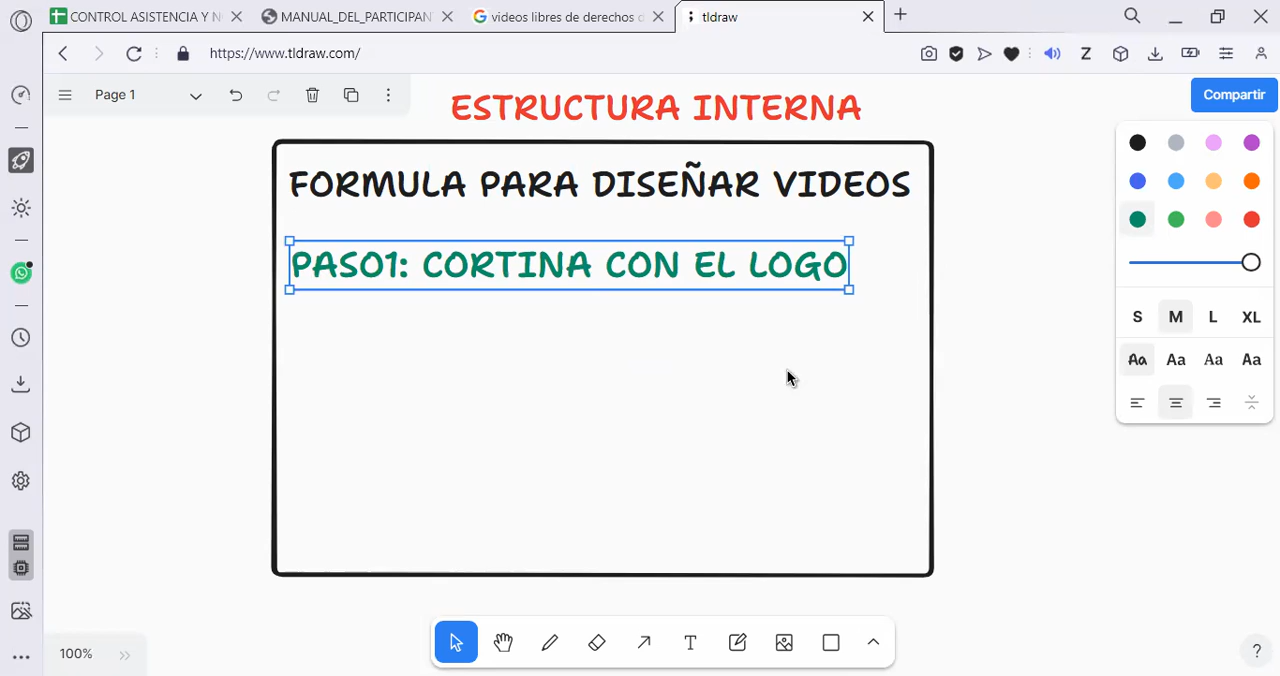 CONTROL ASISTENCIA Y N
MANUAL_DEL_PARTICIPAN
videos libres de derechos d
tldraw
https://www.tldraw.com/
Z
Page 1
Compartir
ESTRUCTURA INTERNA
FORMULA PARA DISEÑAR VIDEOS
PASO1: CORTINA CON EL LOGO
S M L XL
Aa Aa Aa Aa
T
100%
?